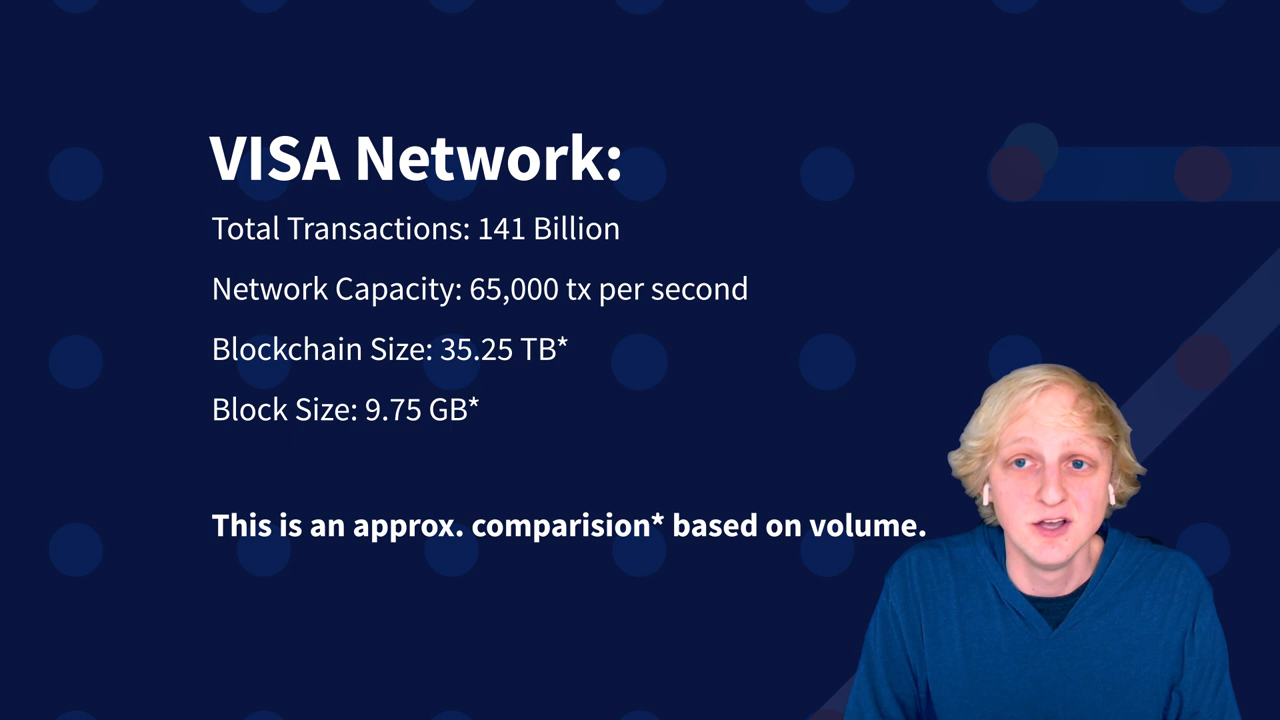 VISA Network:
Total Transactions: 141 Billion
Network Capacity: 65,000 tx per second
Blockchain Size: 35.25 TB*
Block Size: 9.75 GB*
This is an approx. comparision* based on volume.